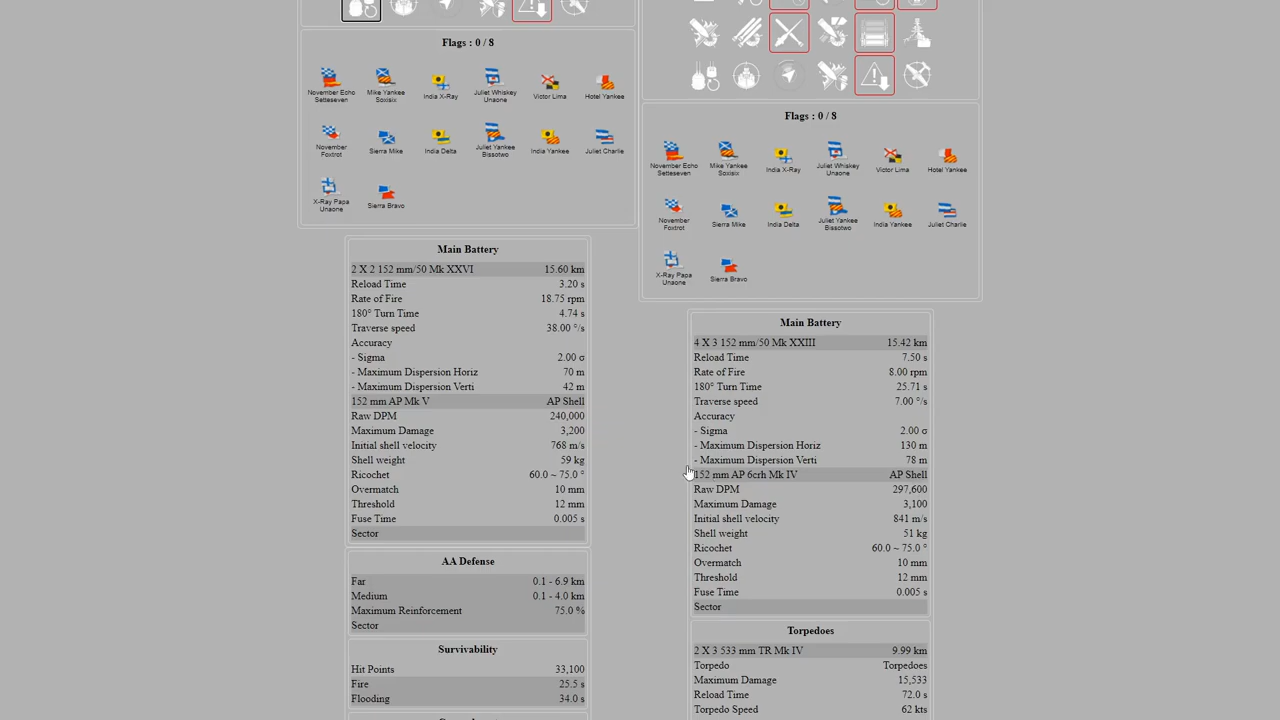 Flags : 0 / 8
November Echo Setteseven
Mike Yankee Soxisix
India X-Ray
Juliet Whiskey Unaone
Victor Lima
Hotel Yankee
November Foxtrot
Sierra Mike
India Delta
Juliet Yankee Bissotwo
India Yankee
Juliet Charlie
X-Ray Papa Unaone
Sierra Bravo
Main Battery
2 X 2 152 mm/50 Mk XXVI 15.60 km
Reload Time 3.20 s
Rate of Fire 18.75 rpm
180° Turn Time 4.74 s
Traverse speed 38.00 °/s
Accuracy
- Sigma 2.00 σ
- Maximum Dispersion Horiz 70 m
- Maximum Dispersion Verti 42 m
152 mm AP Mk V AP Shell
Raw DPM 240,000
Maximum Damage 3,200
Initial shell velocity 768 m/s
Shell weight 59 kg
Ricochet 60.0 ~ 75.0 °
Overmatch 10 mm
Threshold 12 mm
Fuse Time 0.005 s
Sector
AA Defense
Far 0.1 - 6.9 km
Medium 0.1 - 4.0 km
Maximum Reinforcement 75.0 %
Sector
Survivability
Hit Points 33,100
Fire 25.5 s
Flooding 34.0 s
Flags : 0 / 8
November Echo Setteseven
Mike Yankee Soxisix
India X-Ray
Juliet Whiskey Unaone
Victor Lima
Hotel Yankee
November Foxtrot
Sierra Mike
India Delta
Juliet Yankee Bissotwo
India Yankee
Juliet Charlie
X-Ray Papa Unaone
Sierra Bravo
Main Battery
4 X 3 152 mm/50 Mk XXIII 15.42 km
Reload Time 7.50 s
Rate of Fire 8.00 rpm
180° Turn Time 25.71 s
Traverse speed 7.00 °/s
Accuracy
- Sigma 2.00 σ
- Maximum Dispersion Horiz 130 m
- Maximum Dispersion Verti 78 m
152 mm AP 6crh Mk IV AP Shell
Raw DPM 297,600
Maximum Damage 3,100
Initial shell velocity 841 m/s
Shell weight 51 kg
Ricochet 60.0 ~ 75.0 °
Overmatch 10 mm
Threshold 12 mm
Fuse Time 0.005 s
Sector
Torpedoes
2 X 3 533 mm TR Mk IV 9.99 km
Torpedo Torpedoes
Maximum Damage 15,533
Reload Time 72.0 s
Torpedo Speed 62 kts